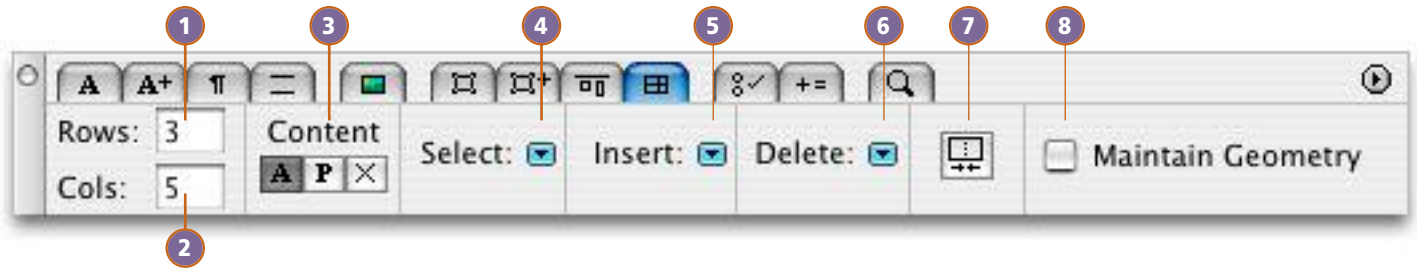 1 3 4 5 6 7 8
A A+ ¶ +=
Rows: 3 Content
Select: Insert: Delete: Maintain Geometry
Cols: 5 A P
2